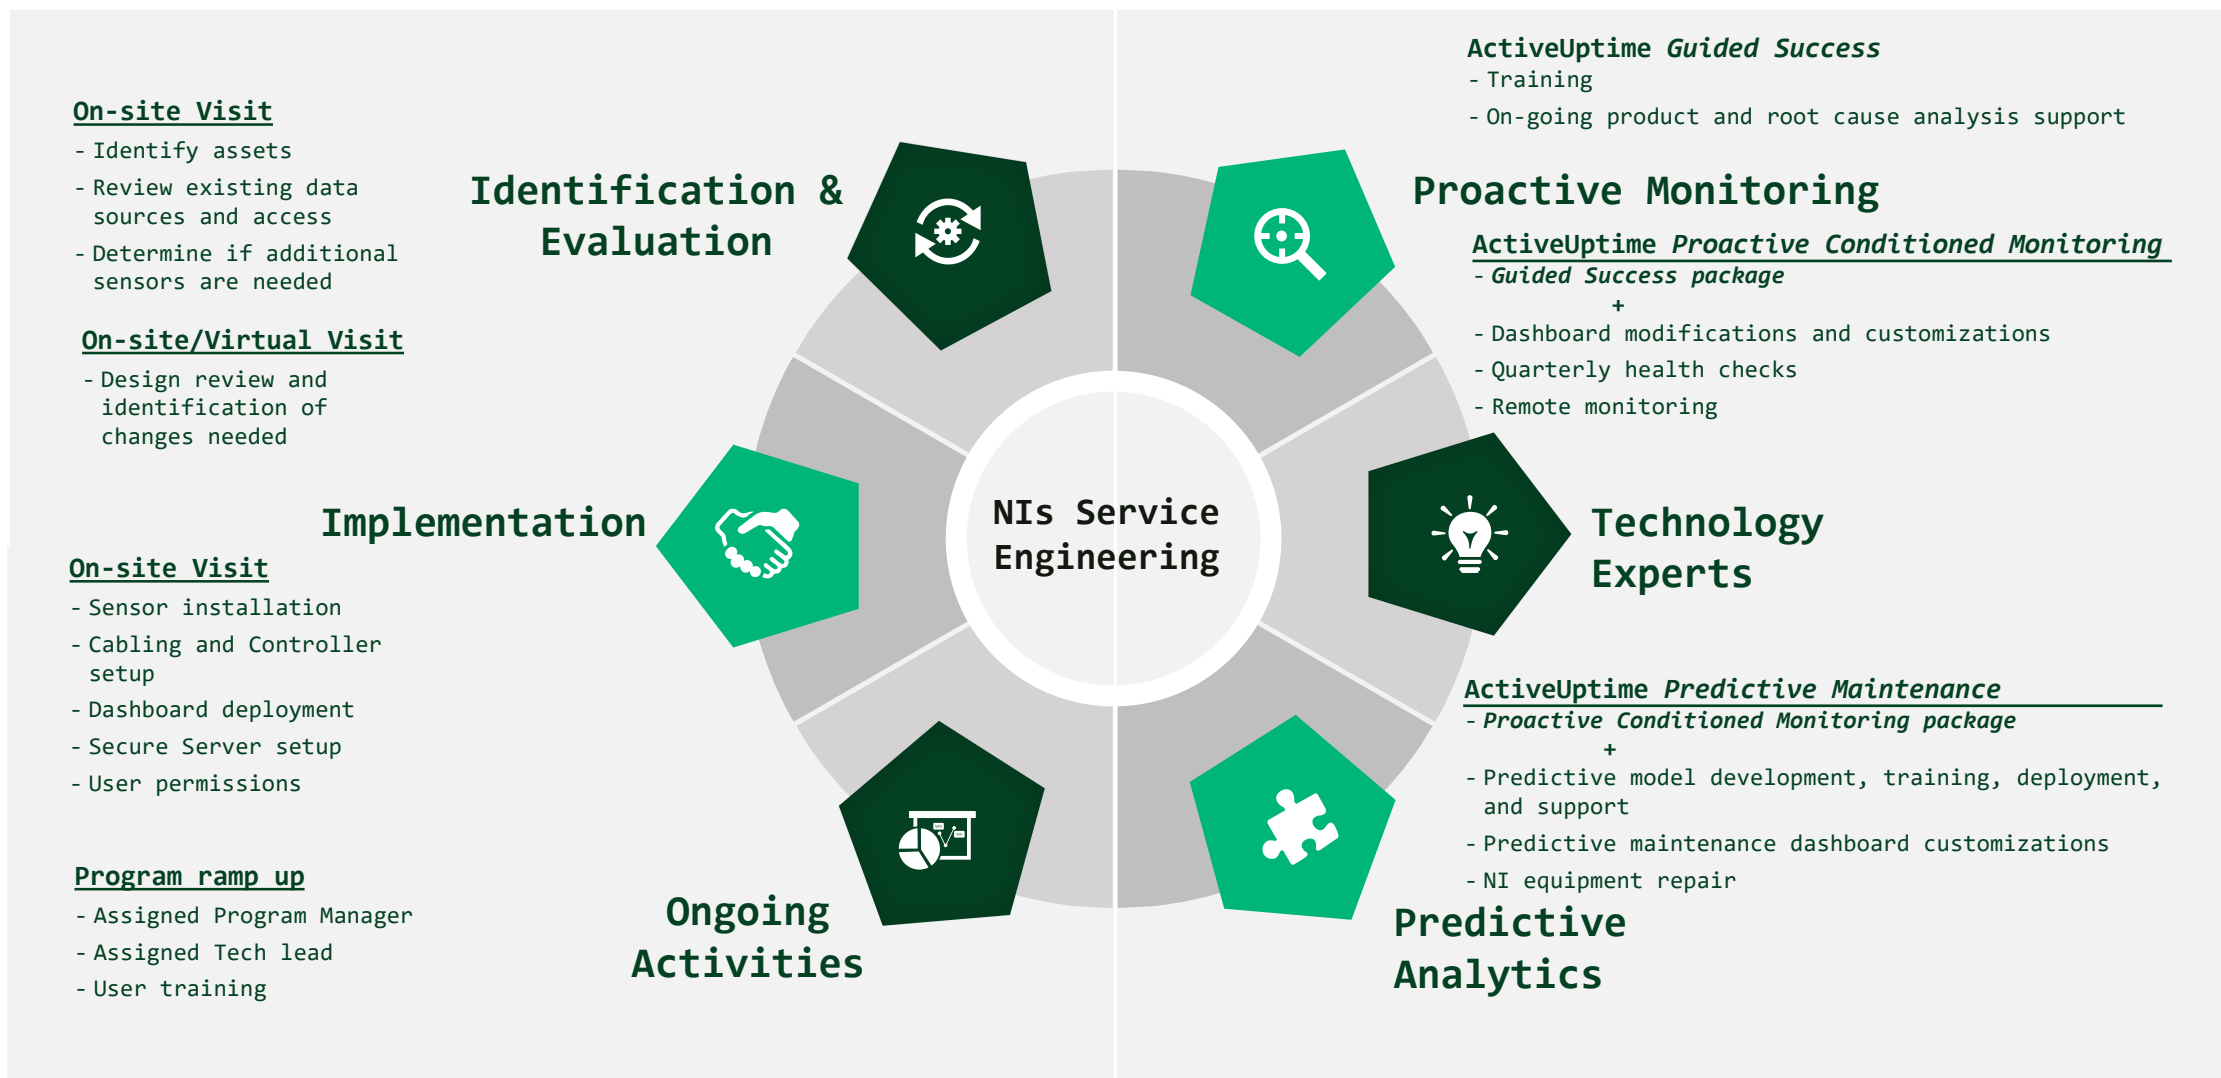 On-site Visit
- Identify assets
- Review existing data
sources and access
- Determine if additional
sensors are needed
On-site/Virtual Visit
- Design review and
identification of
changes needed
Identification &
Evaluation
Implementation
On-site Visit
- Sensor installation
- Cabling and Controller
setup
- Dashboard deployment
- Secure Server setup
- User permissions
Program ramp up
- Assigned Program Manager
- Assigned Tech lead
- User training
Ongoing
Activities
NIs Service
Engineering
ActiveUptime Guided Success
- Training
- On-going product and root cause analysis support
Proactive Monitoring
ActiveUptime Proactive Conditioned Monitoring
- Guided Success package
+
- Dashboard modifications and customizations
- Quarterly health checks
- Remote monitoring
Technology
Experts
ActiveUptime Predictive Maintenance
- Proactive Conditioned Monitoring package
+
- Predictive model development, training, deployment,
and support
- Predictive maintenance dashboard customizations
- NI equipment repair
Predictive
Analytics